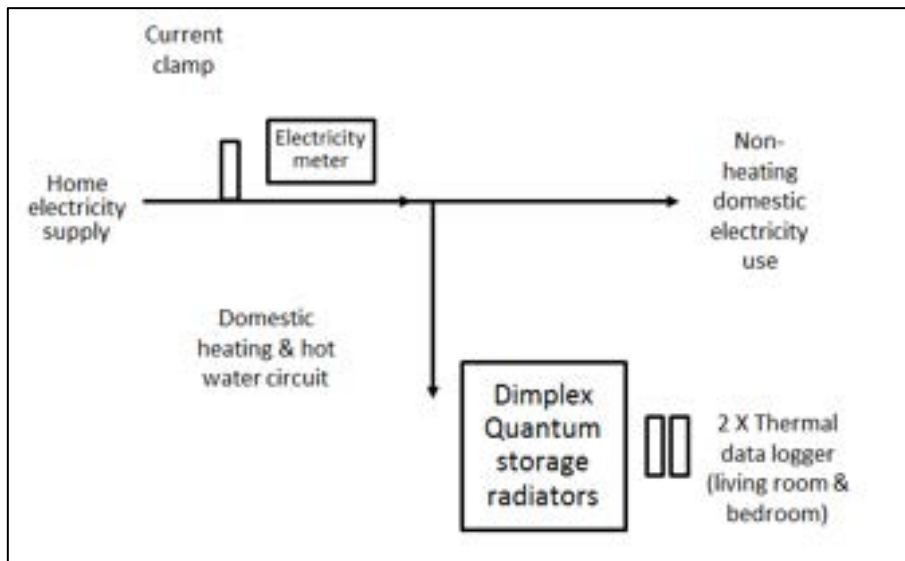 Current
clamp
Electricity
meter
Home
electricity
supply
Non-
heating
domestic
electricity
use
Domestic
heating & hot
water circuit
Dimplex
Quantum
storage
radiators
2 X Thermal
data logger
(living room &
bedroom)